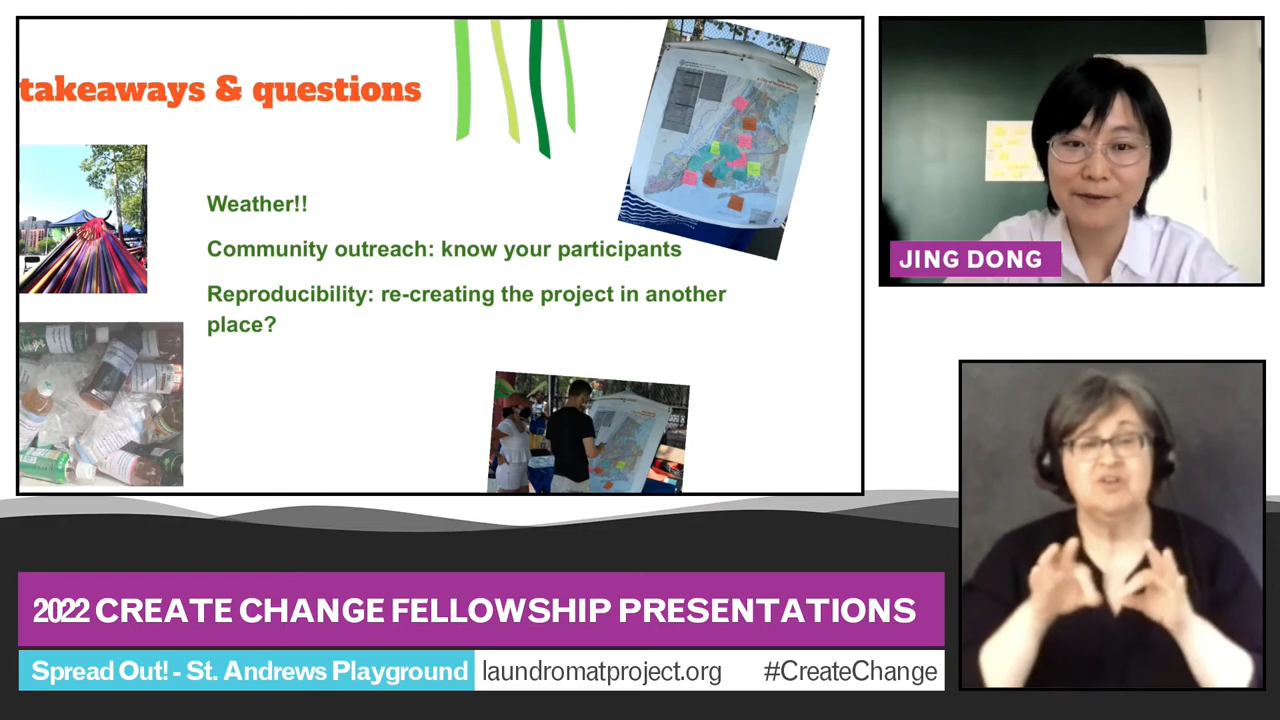 takeaways & questions
Weather!!
Community outreach: know your participants
Reproducibility: re-creating the project in another
place?
JING DONG
2022 CREATE CHANGE FELLOWSHIP PRESENTATIONS
Spread Out! - St. Andrews Playground
laundromatproject.org
#CreateChange